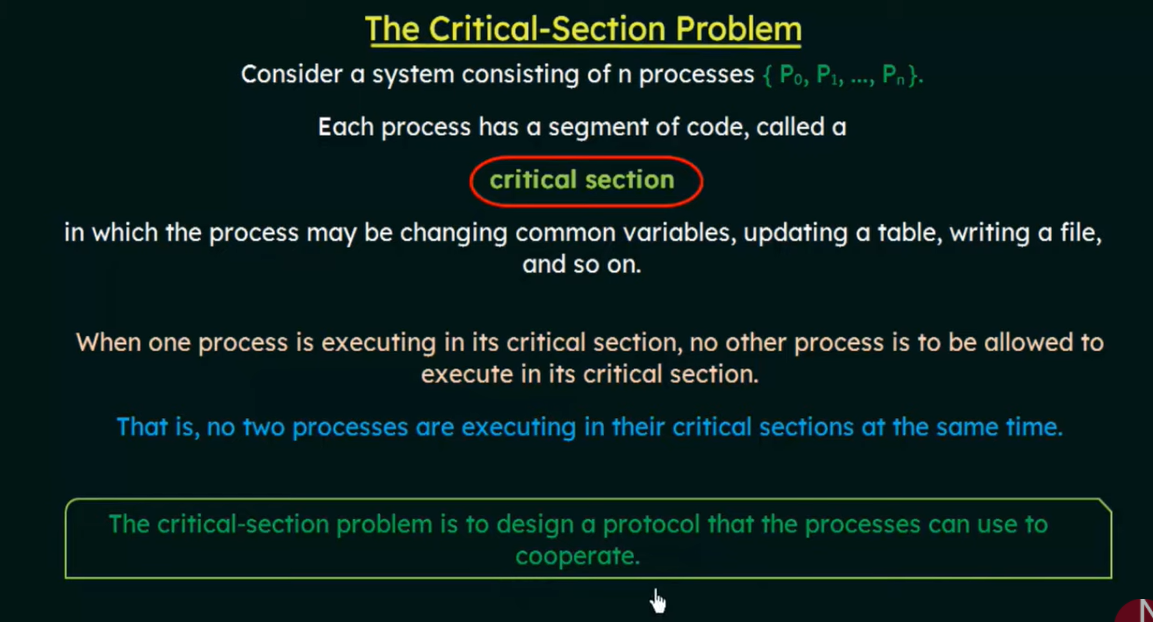 The Critical-Section Problem
Consider a system consisting of n processes { P₀, P₁, ..., Pₙ}.
Each process has a segment of code, called a
critical section
in which the process may be changing common variables, updating a table, writing a file,
and so on.
When one process is executing in its critical section, no other process is to be allowed to
execute in its critical section.
That is, no two processes are executing in their critical sections at the same time.
The critical-section problem is to design a protocol that the processes can use to
cooperate.